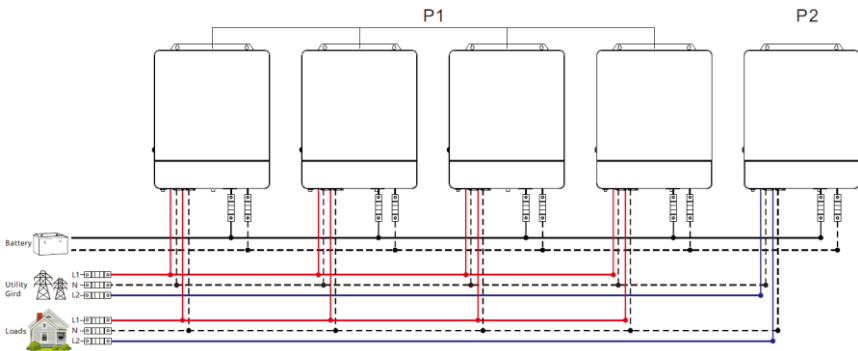 P1
P2
Battery
Utility
Gird
L1
N
L2
Loads
L1
N
L2